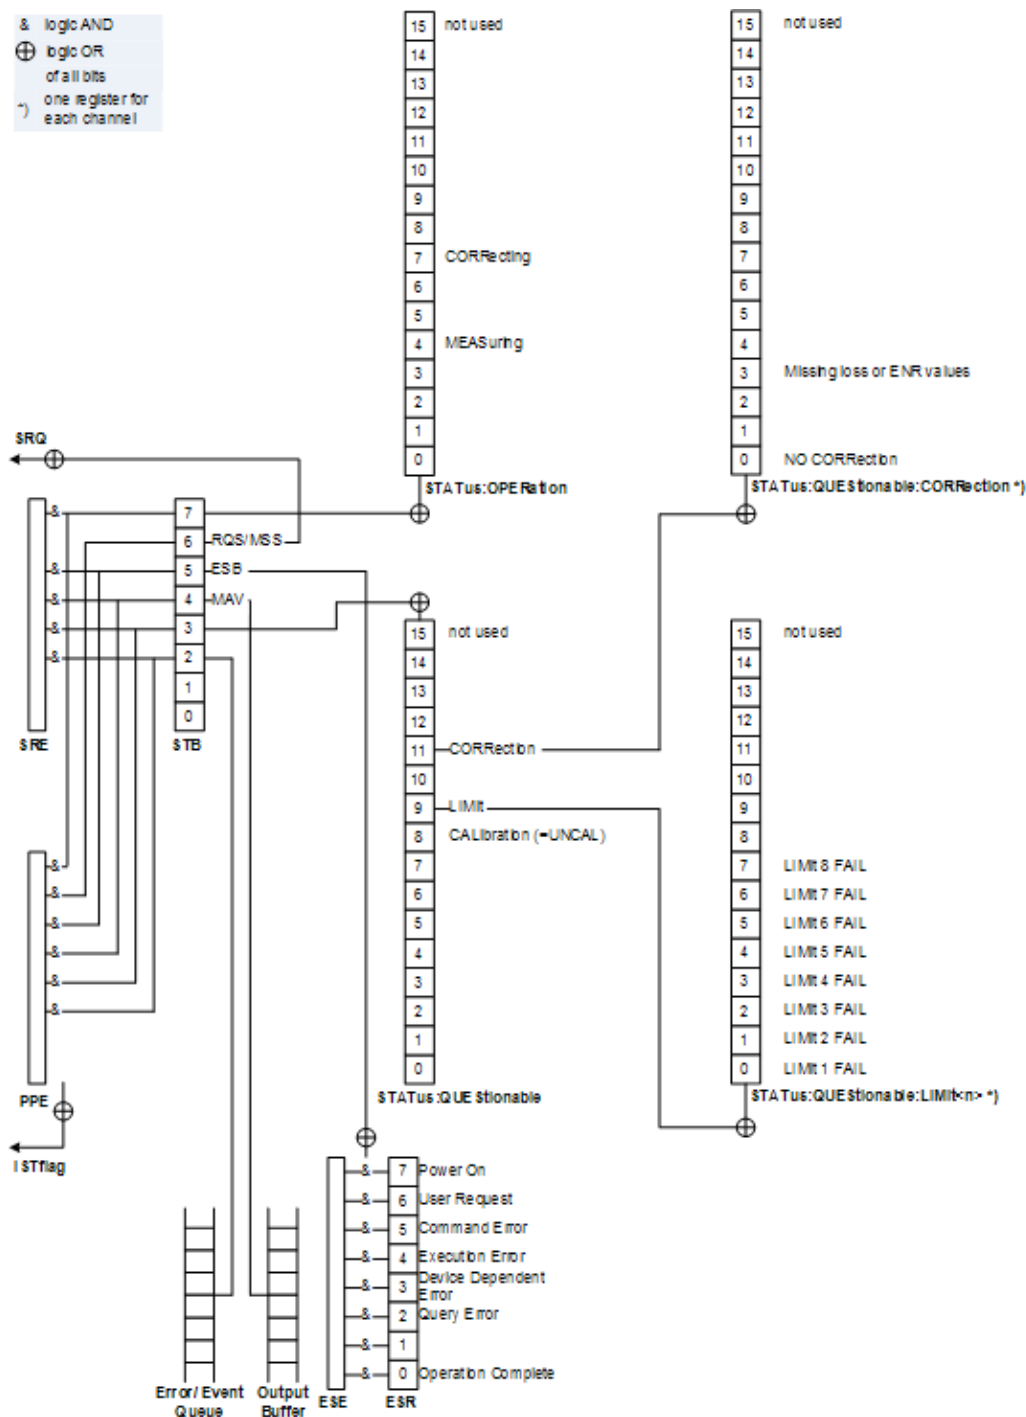 & logic AND
logic OR
of all bits
*) one register for
each channel
15 not used
14
13
12
11
10
9
8
7 CORRecting
6
5
4 MEASuring
3
2
1
0
STATus:OPERation
15 not used
14
13
12
11
10
9
8
7
6
5
4
3 Missing loss or ENR values
2
1
0 NO CORRection
STATus:QUEStionable:CORRection *)
SRQ
& 7
6 RQS/MSS
& 5 ESB
& 4 MAV
& 3
& 2
1
0
SRE STB
15 not used
14
13
12
11 CORRection
10
9 LIMit
8 CALibration (=UNCAL)
7
6
5
4
3
2
1
0
STATus:QUEStionable
15 not used
14
13
12
11
10
9
8
7 LIMit 8 FAIL
6 LIMit 7 FAIL
5 LIMit 6 FAIL
4 LIMit 5 FAIL
3 LIMit 4 FAIL
2 LIMit 3 FAIL
1 LIMit 2 FAIL
0 LIMit 1 FAIL
STATus:QUEStionable:LIMit<n> *)
&
&
&
&
&
&
PPE
ISTflag
& 7 Power On
& 6 User Request
& 5 Command Error
& 4 Execution Error
& 3 Device Dependent
Error
& 2 Query Error
& 1
& 0 Operation Complete
ESE ESR
Error/Event
Queue
Output
Buffer